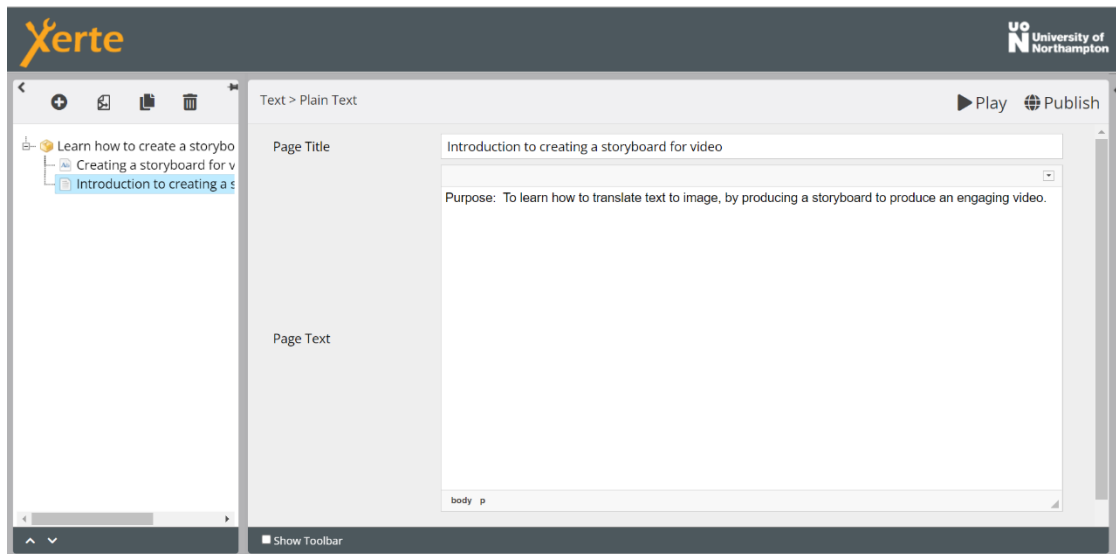 Xerte
UON University of
Northampton
Text > Plain Text
Play Publish
Learn how to create a storybo
Creating a storyboard for v
Introduction to creating a s
Page Title
Introduction to creating a storyboard for video
Purpose: To learn how to translate text to image, by producing a storyboard to produce an engaging video.
Page Text
body p
Show Toolbar